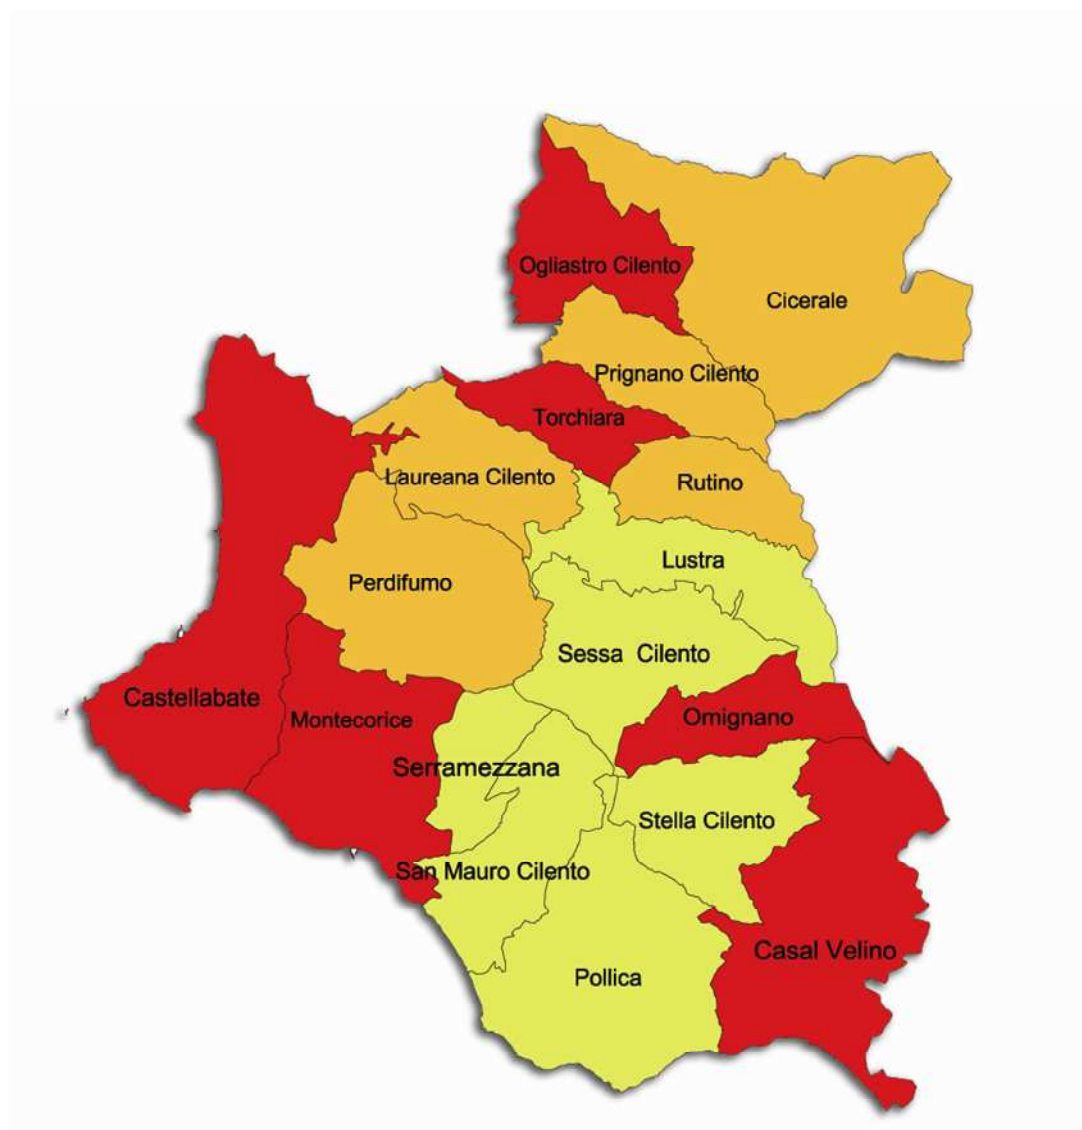 Ogliastro Cilento
Cicerale
Prignano Cilento
Torchiara
Laureana Cilento
Rutino
Lustra
Perdifumo
Sessa Cilento
Castellabate
Montecorice
Omignano
Serramezzana
Stella Cilento
San Mauro Cilento
Casal Velino
Pollica